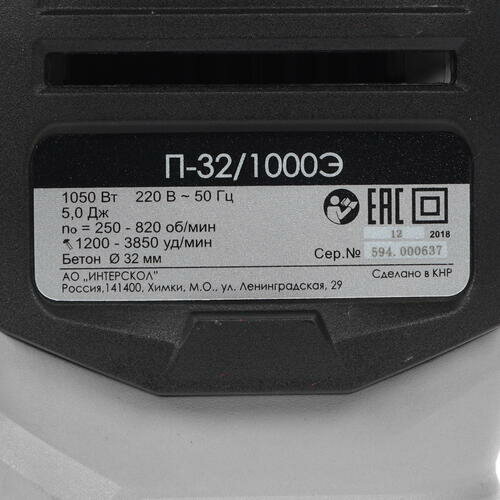 П-32/1000Э
1050 Вт 220 В ~ 50 Гц
5,0 Дж
no = 250 - 820 об/мин
1200 - 3850 уд/мин
Бетон Ø 32 мм
EAC
12 2018
Сер.№ 594.000637
АО „ИНТЕРСКОЛ" Сделано в КНР
Россия,141400, Химки, М.О., ул. Ленинградская, 29